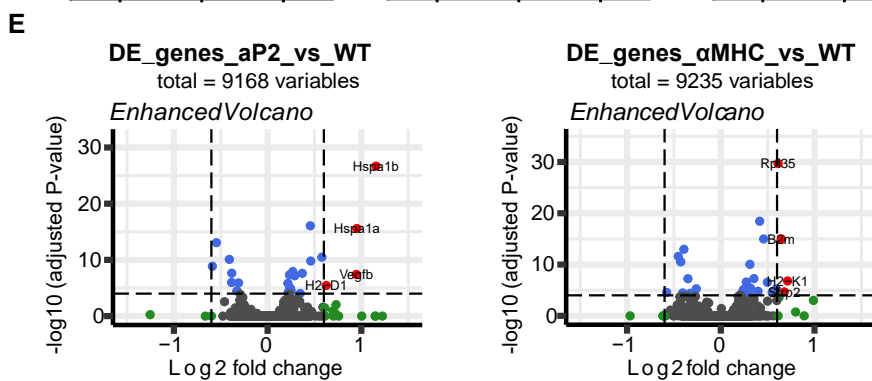 E
DE_genes_aP2_vs_WT
total = 9168 variables
EnhancedVolcano
-log10 (adjusted P-value)
30
20
10
0
Hspa1b
Hspa1a
Vegfb
H2-D1
−1
0
1
Log2 fold change
DE_genes_αMHC_vs_WT
total = 9235 variables
EnhancedVolcano
-log10 (adjusted P-value)
30
20
10
0
Rpl35
B2m
H2-K1
−1
0
1
Log2 fold change